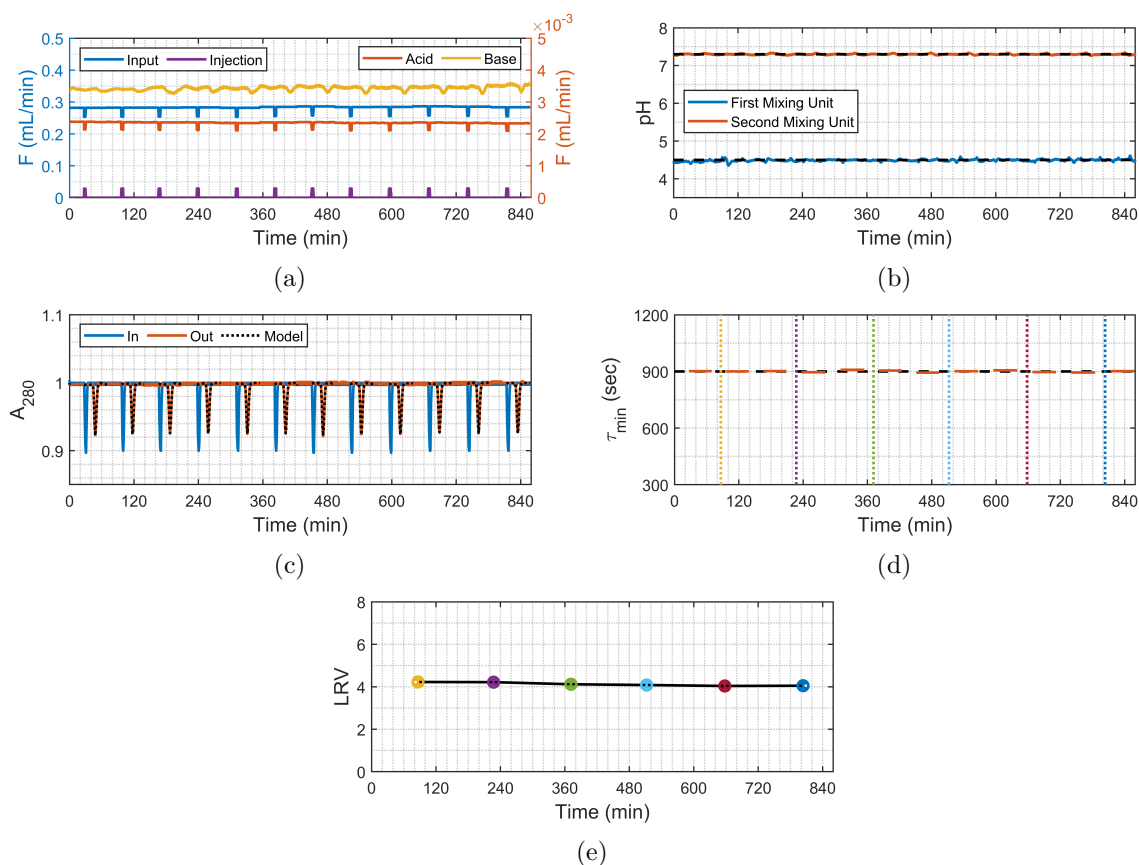 ×10⁻³
0.5
0.4
0.3
0.2
0.1
0
5
4
3
2
1
0
Input
Injection
Acid
Base
F (mL/min)
F (mL/min)
0 120 240 360 480 600 720 840
Time (min)
(a)
8
7
6
5
4
pH
First Mixing Unit
Second Mixing Unit
0 120 240 360 480 600 720 840
Time (min)
(b)
1.1
1
0.9
A₂₈₀
In Out Model
0 120 240 360 480 600 720 840
Time (min)
(c)
1200
900
600
300
τ_min (sec)
0 120 240 360 480 600 720 840
Time (min)
(d)
8
6
4
2
0
LRV
0 120 240 360 480 600 720 840
Time (min)
(e)